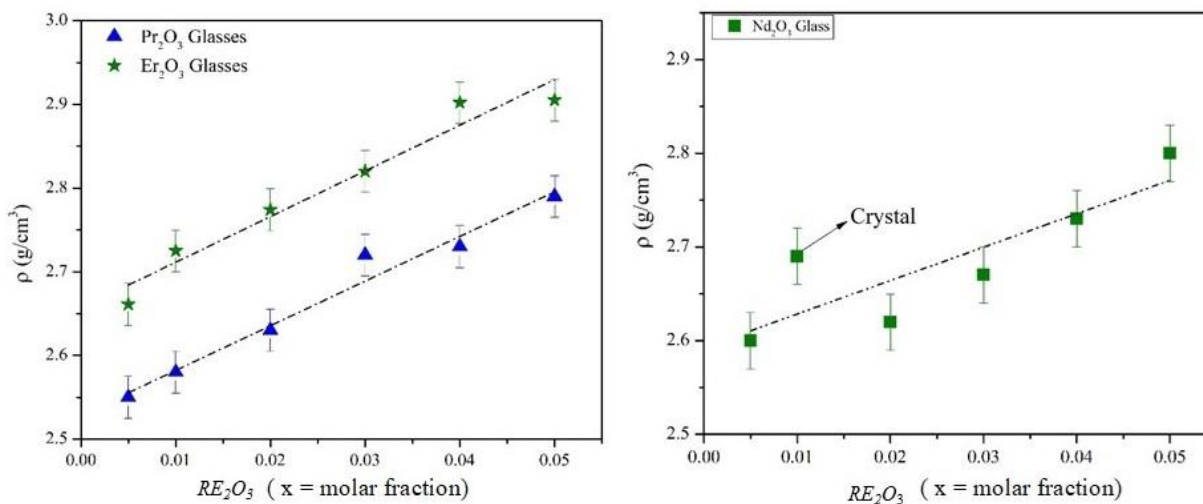 Pr₂O₃ Glasses
Er₂O₃ Glasses
ρ (g/cm³)
2.9
2.8
2.7
2.6
2.5
0.00 0.01 0.02 0.03 0.04 0.05
RE₂O₃ ( x = molar fraction)
Nd₂O₃ Glass
Crystal
ρ (g/cm³)
2.9
2.8
2.7
2.6
2.5
0.00 0.01 0.02 0.03 0.04 0.05
RE₂O₃ ( x = molar fraction)